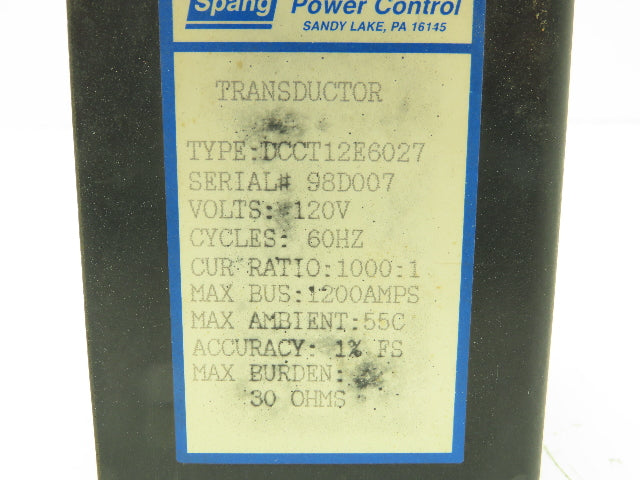 Spang Power Control
SANDY LAKE, PA 16145
TRANSDUCTOR
TYPE:DCCT12E6027
SERIAL# 98D007
VOLTS: 120V
CYCLES: 60HZ
CUR RATIO:1000:1
MAX BUS:1200AMPS
MAX AMBIENT:55C
ACCURACY: 1% FS
MAX BURDEN:
30 OHMS